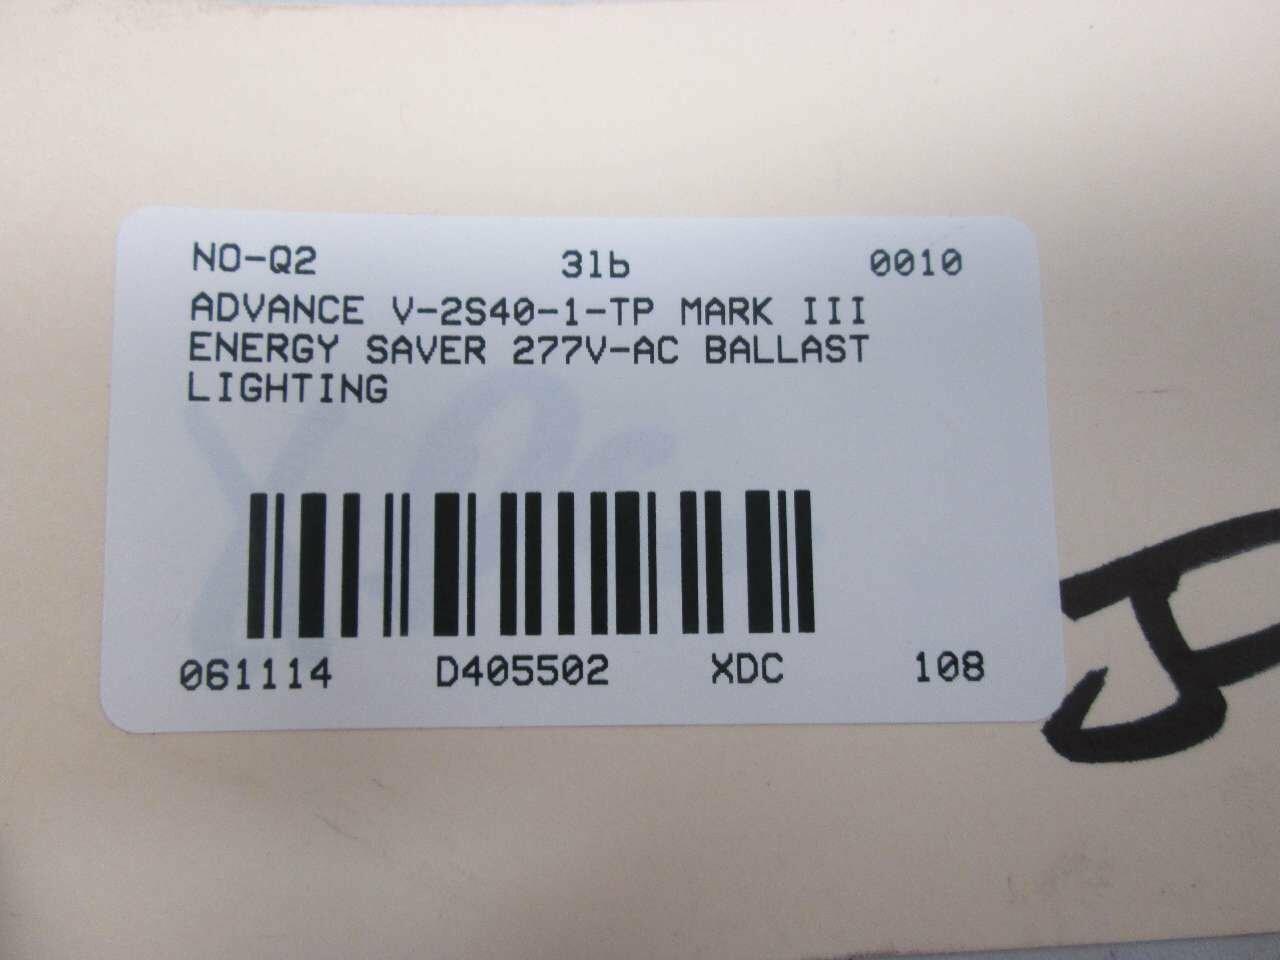 NO-Q2 3lb 0010
ADVANCE V-2S40-1-TP MARK III
ENERGY SAVER 277V-AC BALLAST
LIGHTING
061114 D405502 XDC 108